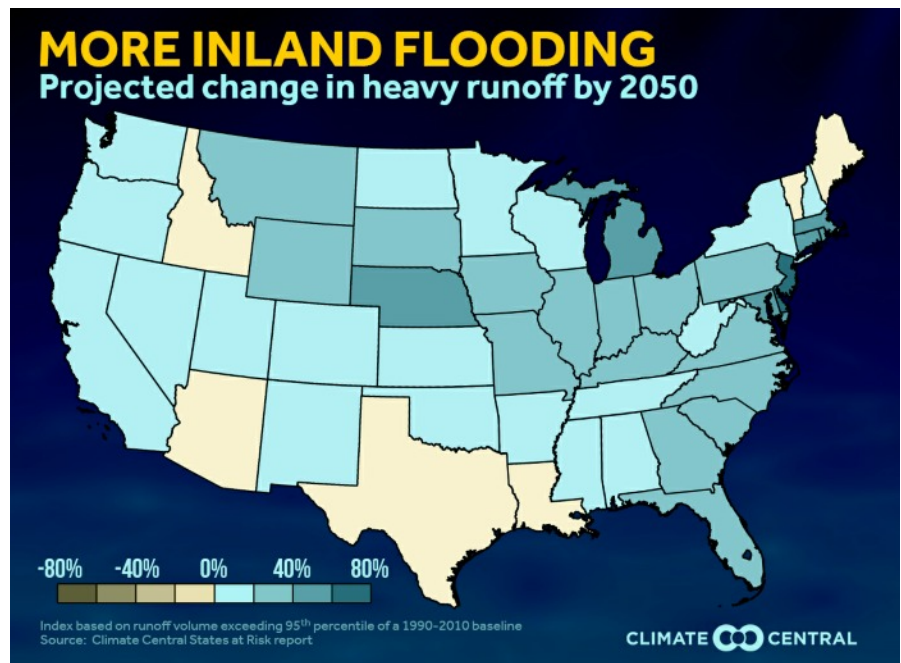 MORE INLAND FLOODING
Projected change in heavy runoff by 2050
-80% -40% 0% 40% 80%
Index based on runoff volume exceeding 95th percentile of a 1990-2010 baseline
Source: Climate Central States at Risk report
CLIMATE CENTRAL